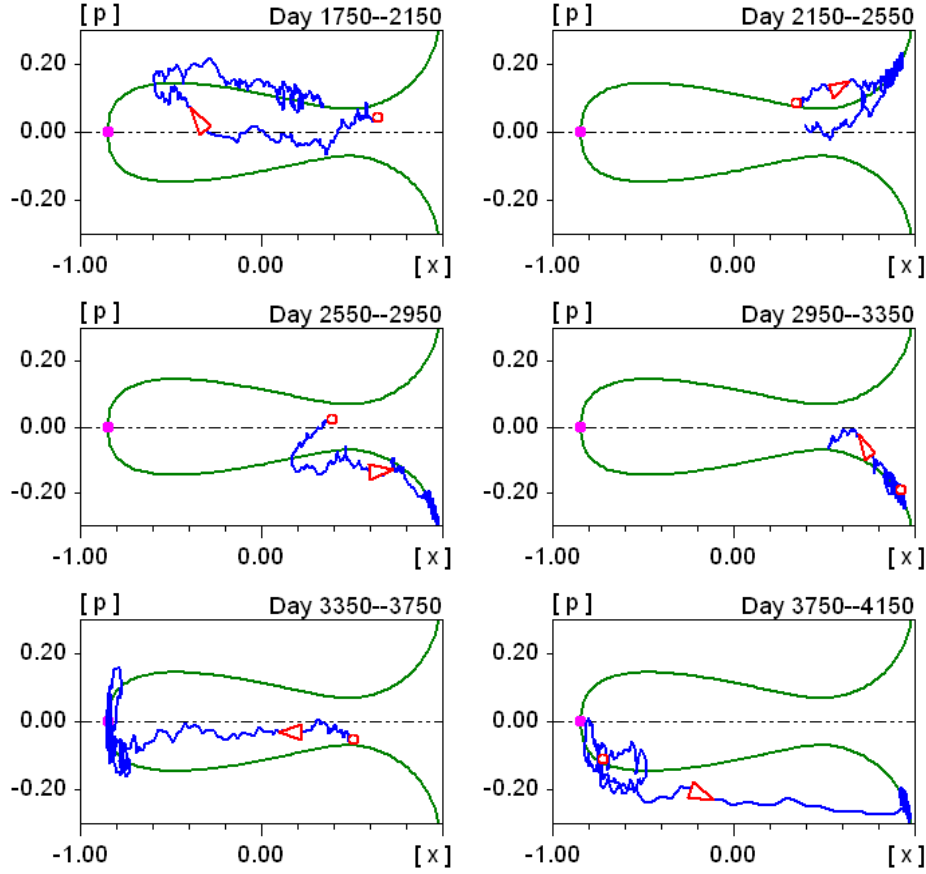 [ p ] Day 1750--2150
0.20
0.00
-0.20
-1.00 0.00 [ x ]
[ p ] Day 2150--2550
0.20
0.00
-0.20
-1.00 0.00 [ x ]
[ p ] Day 2550--2950
0.20
0.00
-0.20
-1.00 0.00 [ x ]
[ p ] Day 2950--3350
0.20
0.00
-0.20
-1.00 0.00 [ x ]
[ p ] Day 3350--3750
0.20
0.00
-0.20
-1.00 0.00 [ x ]
[ p ] Day 3750--4150
0.20
0.00
-0.20
-1.00 0.00 [ x ]